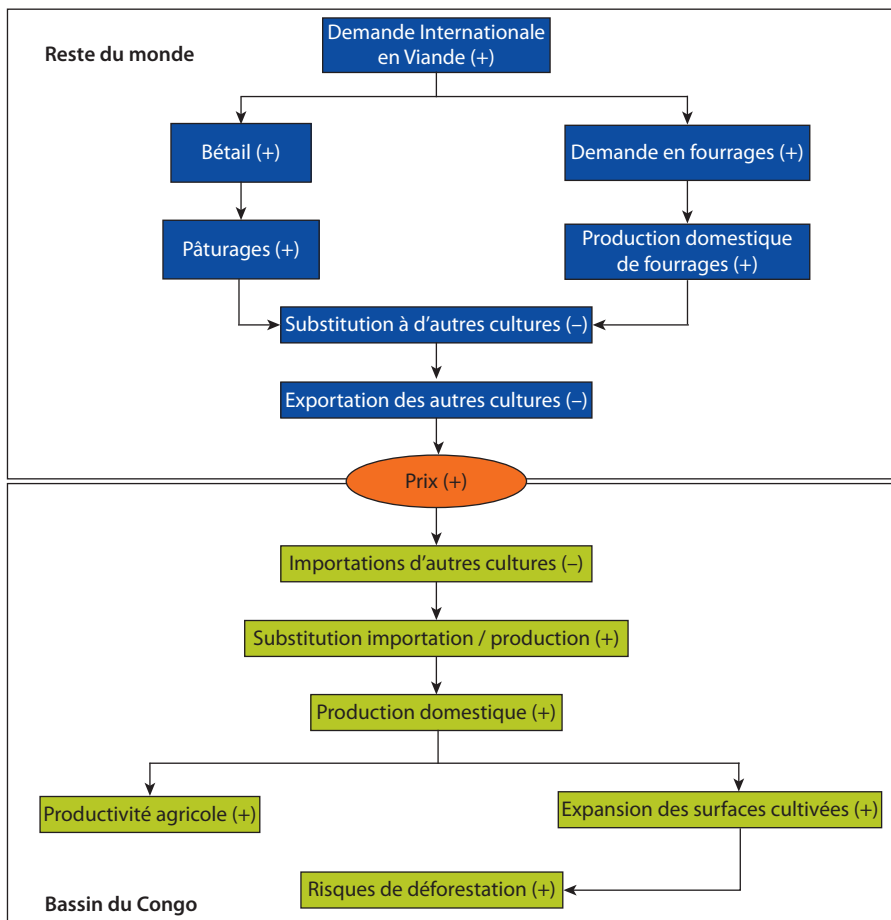 Reste du monde
Demande Internationale
en Viande (+)
Bétail (+)
Demande en fourrages (+)
Pâturages (+)
Production domestique
de fourrages (+)
Substitution à d'autres cultures (–)
Exportation des autres cultures (–)
Prix (+)
Importations d'autres cultures (–)
Substitution importation / production (+)
Production domestique (+)
Productivité agricole (+)
Expansion des surfaces cultivées (+)
Risques de déforestation (+)
Bassin du Congo